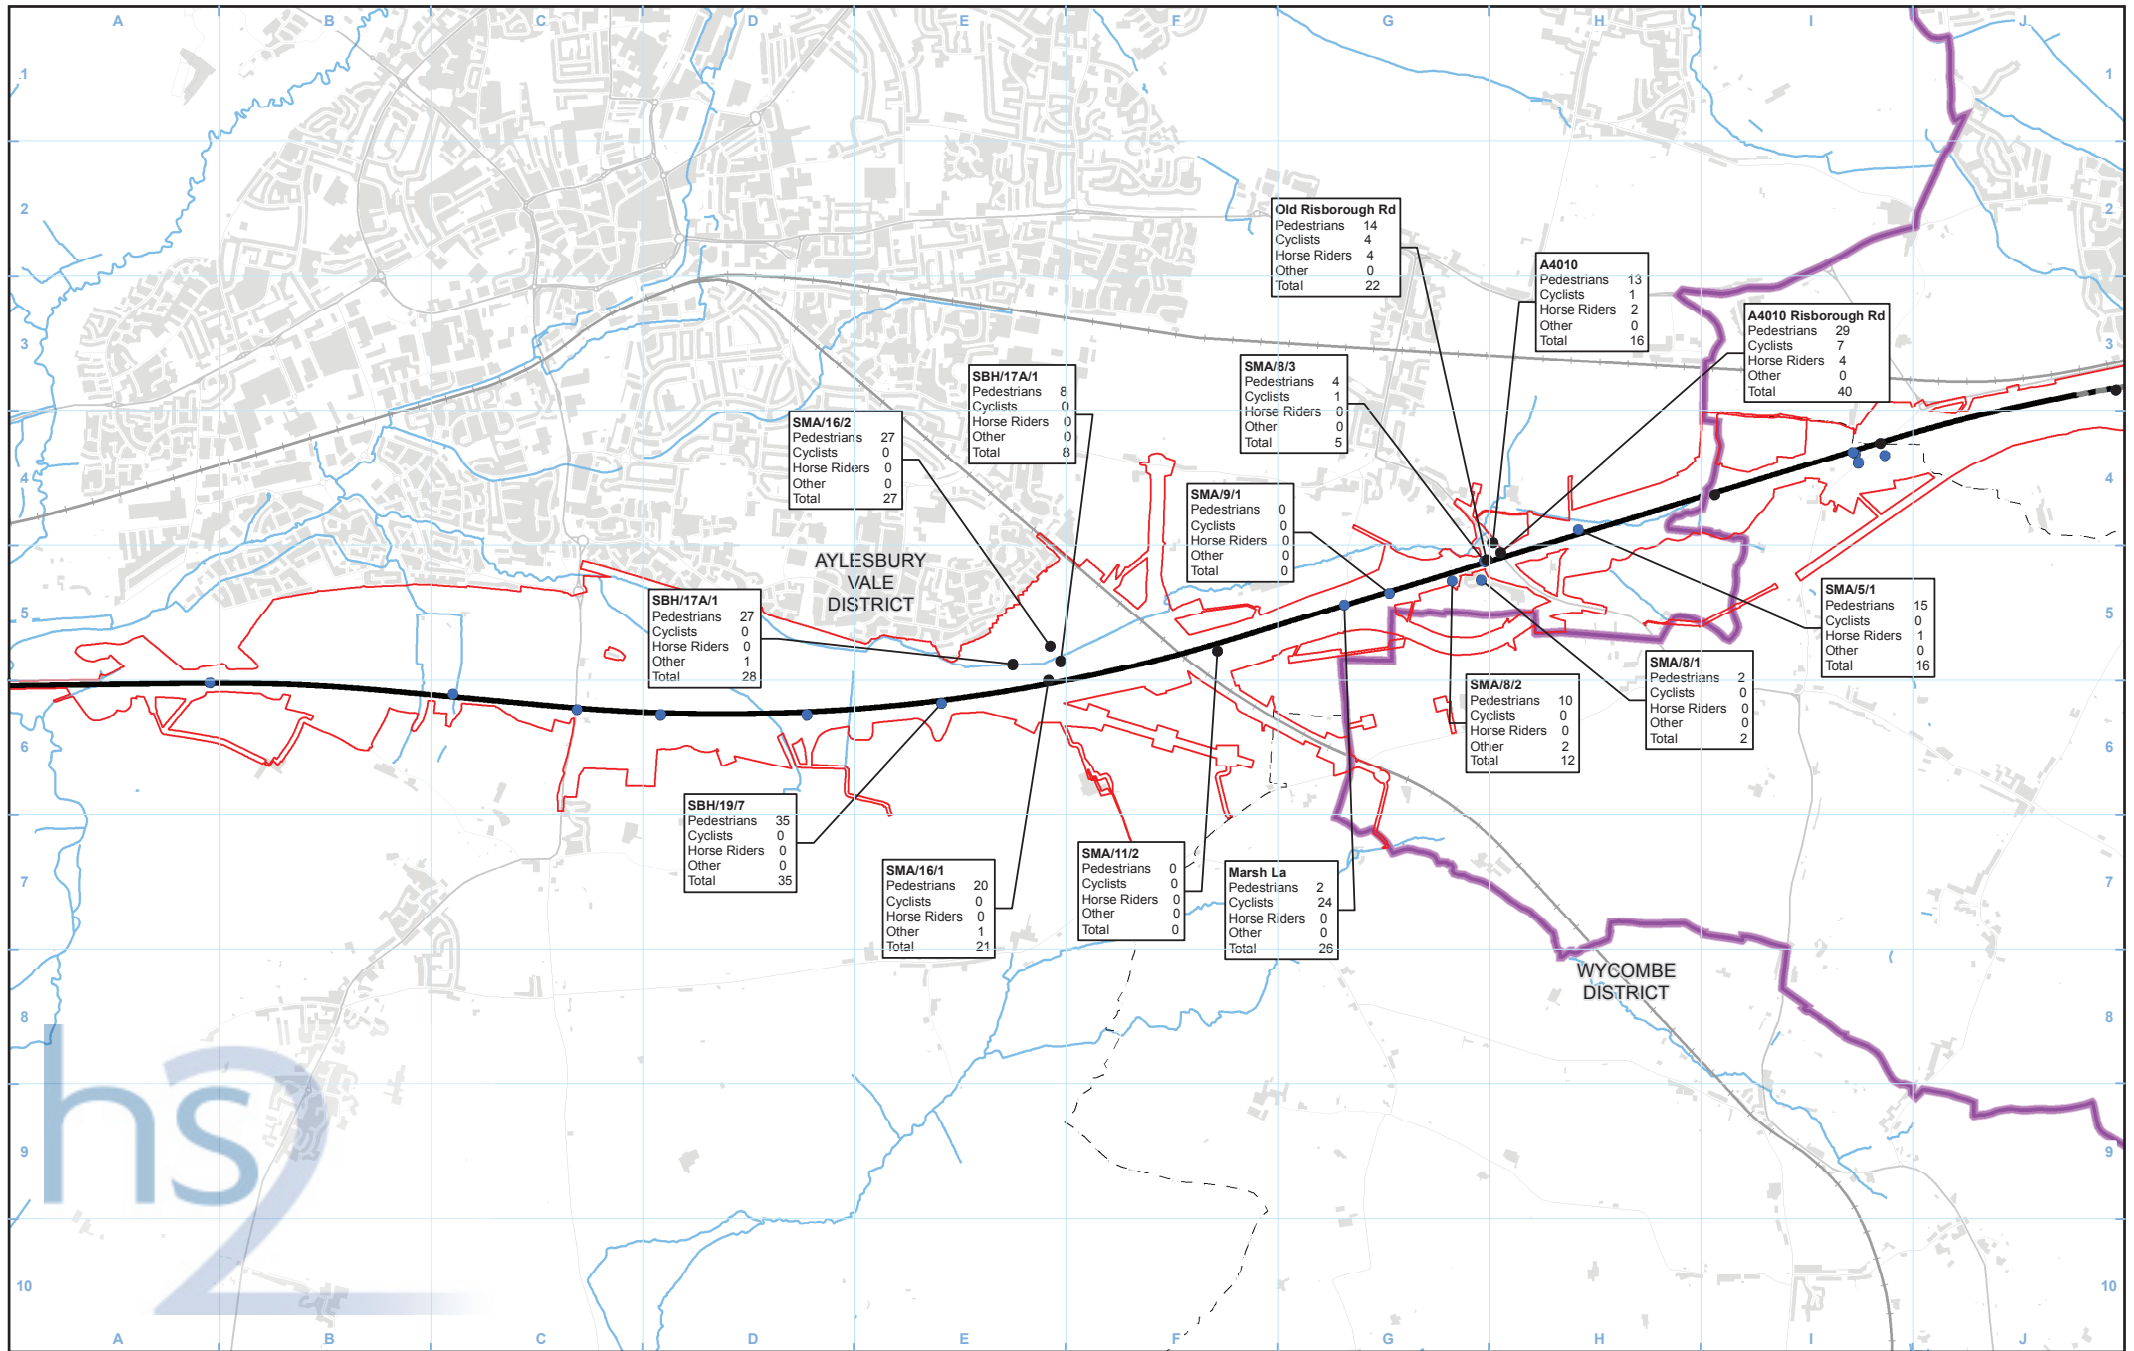 A B C D E F G H I J
1 1
2 2
3 3
4 4
5 5
6 6
7 7
8 8
9 9
10 10
A B C D E F G H I J
Old Risborough Rd
Pedestrians 14
Cyclists 4
Horse Riders 4
Other 0
Total 22
A4010
Pedestrians 13
Cyclists 1
Horse Riders 2
Other 0
Total 16
A4010 Risborough Rd
Pedestrians 29
Cyclists 7
Horse Riders 4
Other 0
Total 40
SMA/8/3
Pedestrians 4
Cyclists 1
Horse Riders 0
Other 0
Total 5
SBH/17A/1
Pedestrians 8
Cyclists 0
Horse Riders 0
Other 0
Total 8
SMA/16/2
Pedestrians 27
Cyclists 0
Horse Riders 0
Other 0
Total 27
SMA/9/1
Pedestrians 0
Cyclists 0
Horse Riders 0
Other 0
Total 0
AYLESBURY
VALE
DISTRICT
SBH/17A/1
Pedestrians 27
Cyclists 0
Horse Riders 0
Other 1
Total 28
SMA/5/1
Pedestrians 15
Cyclists 0
Horse Riders 1
Other 0
Total 16
SMA/8/1
Pedestrians 2
Cyclists 0
Horse Riders 0
Other 0
Total 2
SMA/8/2
Pedestrians 10
Cyclists 0
Horse Riders 0
Other 2
Total 12
SBH/19/7
Pedestrians 35
Cyclists 0
Horse Riders 0
Other 0
Total 35
SMA/16/1
Pedestrians 20
Cyclists 0
Horse Riders 0
Other 1
Total 21
SMA/11/2
Pedestrians 0
Cyclists 0
Horse Riders 0
Other 0
Total 0
Marsh La
Pedestrians 2
Cyclists 24
Horse Riders 0
Other 0
Total 26
WYCOMBE
DISTRICT
hs2